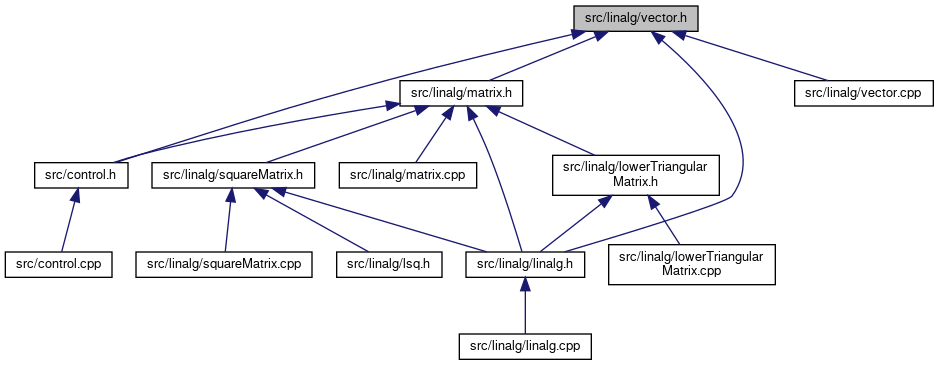 src/linalg/vector.h
src/linalg/matrix.h
src/linalg/vector.cpp
src/control.h
src/linalg/squareMatrix.h
src/linalg/matrix.cpp
src/linalg/lowerTriangular
Matrix.h
src/control.cpp
src/linalg/squareMatrix.cpp
src/linalg/lsq.h
src/linalg/linalg.h
src/linalg/lowerTriangular
Matrix.cpp
src/linalg/linalg.cpp